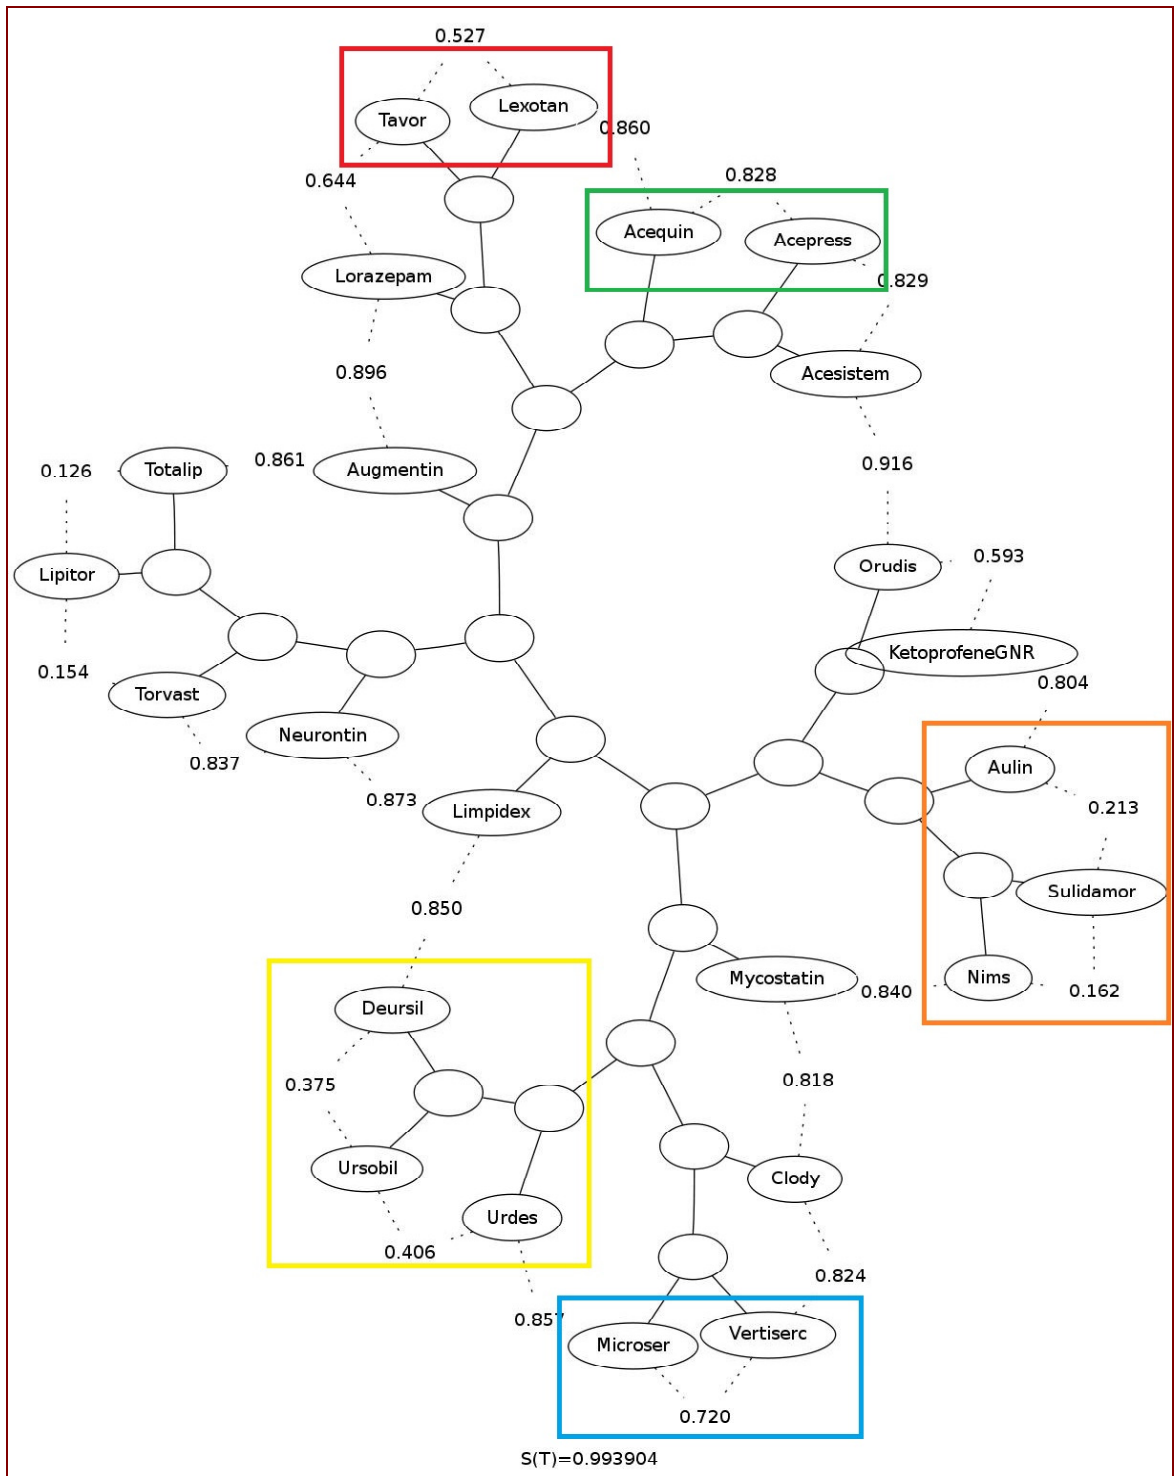 0.527
Tavor
Lexotan
0.860
0.644
0.828
Acequin
Acepress
Lorazepam
0.829
0.896
Acesistem
0.126
Totalip
0.861
Augmentin
0.916
Lipitor
Orudis
0.593
0.154
Torvast
KetoprofeneGNR
0.804
Neurontin
0.837
Aulin
0.873
Limpidex
0.213
Sulidamor
0.850
Mycostatin
0.840
Nims
0.162
Deursil
0.375
0.818
Ursobil
Clody
Urdes
0.406
0.824
0.857
Microser
Vertiserc
0.720
S(T)=0.993904